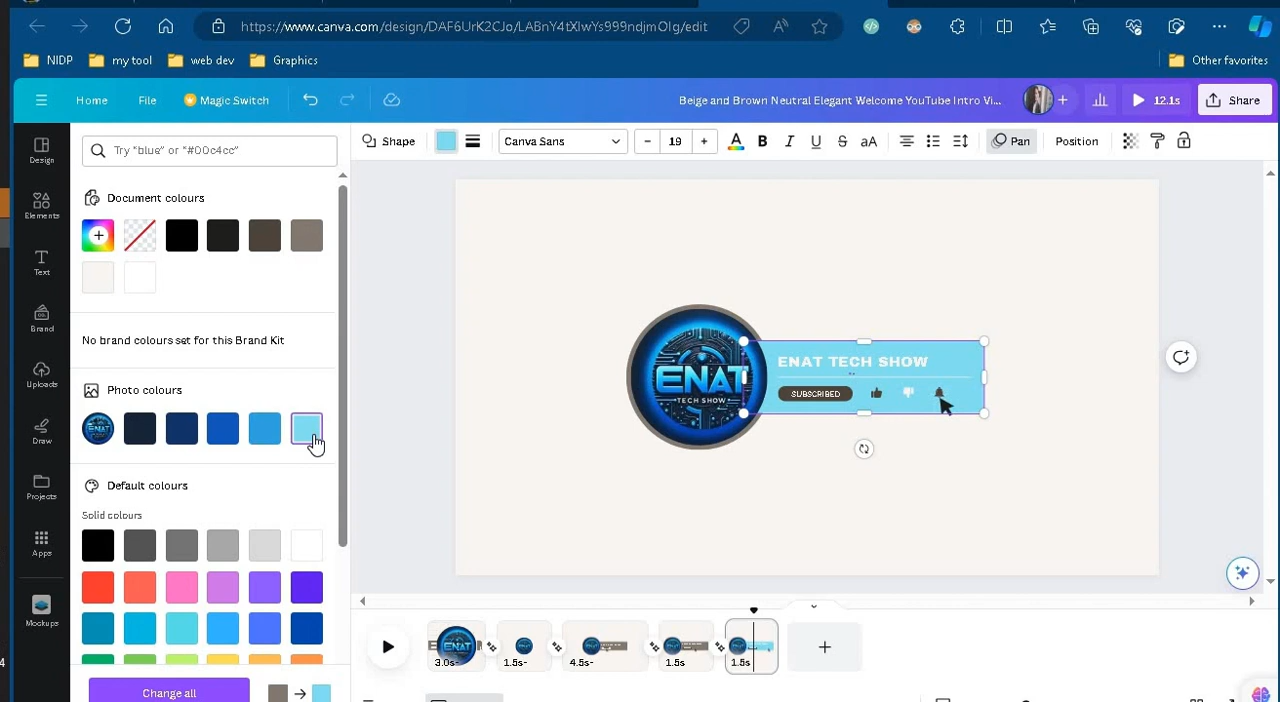 https://www.canva.com/design/DAF6UrK2CJo/LABnY4tXlwYs999ndjmOlg/edit
NIDP
my tool
web dev
Graphics
Other favorites
Home
File
Magic Switch
Beige and Brown Neutral Elegant Welcome YouTube Intro Vi...
12.1s
Share
Try "blue" or "#00c4cc"
Shape
Canva Sans
19
A
B
I
U
S
aA
Pan
Position
Design
Elements
Text
Brand
Uploads
Draw
Projects
Apps
Mockups
Document colours
No brand colours set for this Brand Kit
Photo colours
Default colours
Solid colours
Change all
ENAT
TECH SHOW
ENAT TECH SHOW
SUBSCRIBED
ENAT
3.0s
1.5s
4.5s
1.5s
1.5s